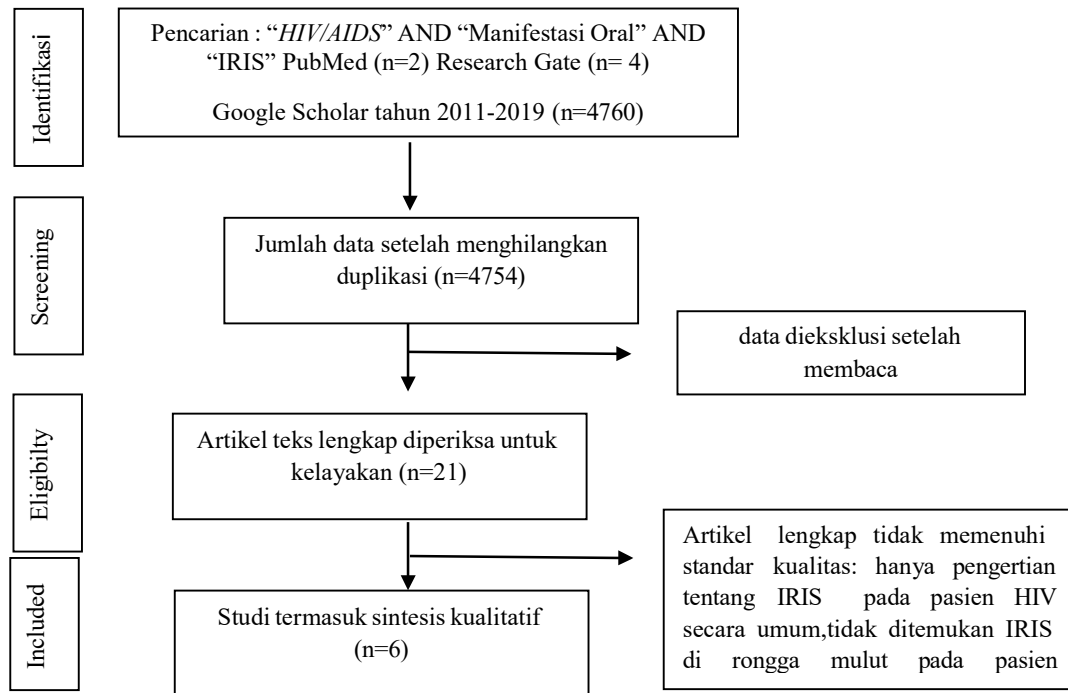 Identifikasi
Pencarian : “HIV/AIDS” AND “Manifestasi Oral” AND
“IRIS” PubMed (n=2) Research Gate (n= 4)
Google Scholar tahun 2011-2019 (n=4760)
Screening
Jumlah data setelah menghilangkan
duplikasi (n=4754)
data dieksklusi setelah
membaca
Eligibilty
Artikel teks lengkap diperiksa untuk
kelayakan (n=21)
Artikel lengkap tidak memenuhi
standar kualitas: hanya pengertian
tentang IRIS pada pasien HIV
secara umum,tidak ditemukan IRIS
di rongga mulut pada pasien
Included
Studi termasuk sintesis kualitatif
(n=6)